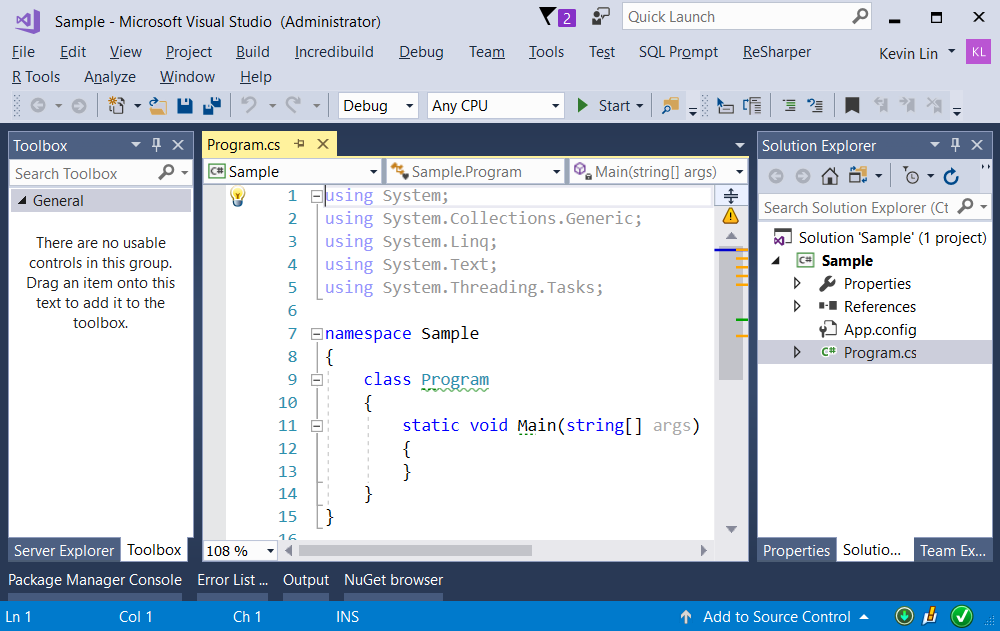 Sample - Microsoft Visual Studio (Administrator)
2
Quick Launch
File Edit View Project Build Incredibuild Debug Team Tools Test SQL Prompt ReSharper
Kevin Lin
KL
R Tools Analyze Window Help
Debug
Any CPU
Start
Toolbox
Search Toolbox
General
There are no usable
controls in this group.
Drag an item onto this
text to add it to the
toolbox.
Server Explorer
Toolbox
Program.cs
C# Sample
Sample.Program
Main(string[] args)
1 using System;
2 using System.Collections.Generic;
3 using System.Linq;
4 using System.Text;
5 using System.Threading.Tasks;
6
7 namespace Sample
8 {
9 class Program
10 {
11 static void Main(string[] args)
12 {
13 }
14 }
15 }
16
108 %
Solution Explorer
Search Solution Explorer (Ct
Solution 'Sample' (1 project)
C# Sample
Properties
References
App.config
C# Program.cs
Properties
Solutio...
Team Ex...
Package Manager Console
Error List ...
Output
NuGet browser
Ln 1
Col 1
Ch 1
INS
Add to Source Control